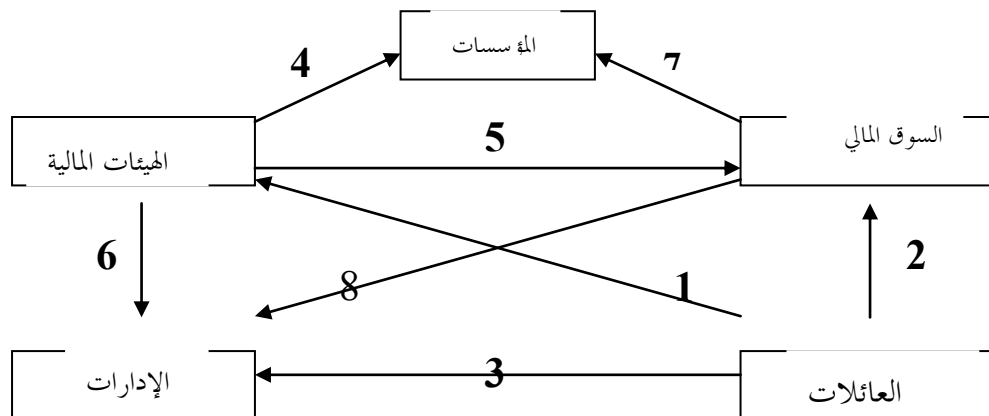 المؤسسات
4
7
السوق المالي
5
الهيئات المالية
6
8
1
2
الإدارات
3
العائلات